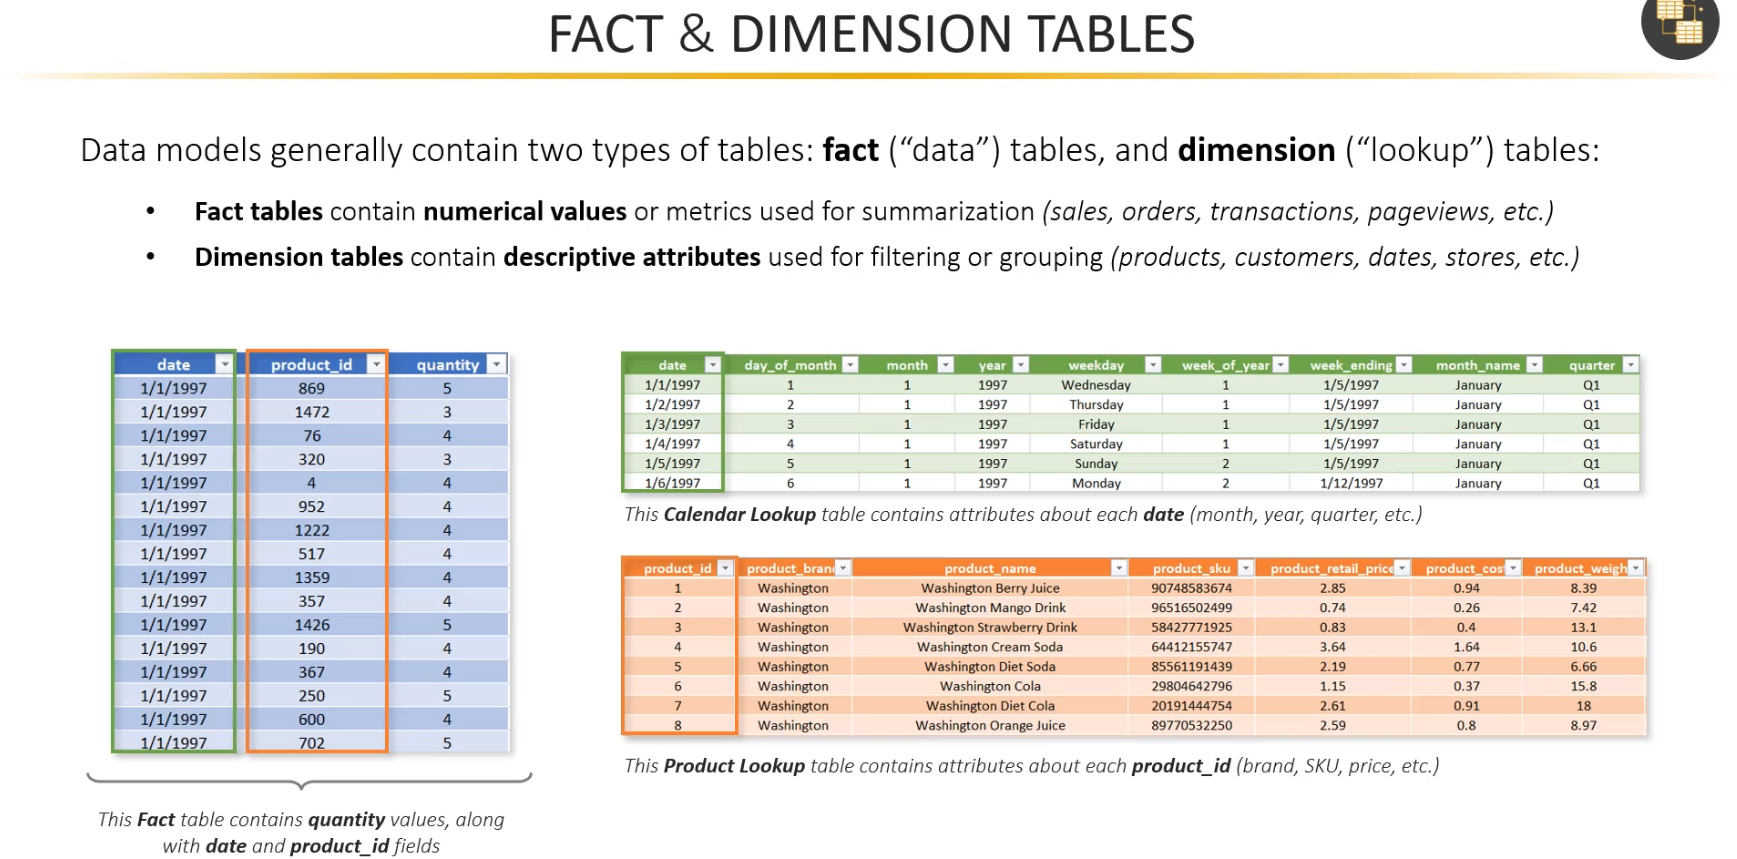 FACT & DIMENSION TABLES
Data models generally contain two types of tables: fact (“data”) tables, and dimension (“lookup”) tables:
• Fact tables contain numerical values or metrics used for summarization (sales, orders, transactions, pageviews, etc.)
• Dimension tables contain descriptive attributes used for filtering or grouping (products, customers, dates, stores, etc.)
date product_id quantity
1/1/1997 869 5
1/1/1997 1472 3
1/1/1997 76 4
1/1/1997 320 3
1/1/1997 4 4
1/1/1997 952 4
1/1/1997 1222 4
1/1/1997 517 4
1/1/1997 1359 4
1/1/1997 357 4
1/1/1997 1426 5
1/1/1997 190 4
1/1/1997 367 4
1/1/1997 250 5
1/1/1997 600 4
1/1/1997 702 5
This Fact table contains quantity values, along
with date and product_id fields
date day_of_month month year weekday week_of_year week_ending month_name quarter
1/1/1997 1 1 1997 Wednesday 1 1/5/1997 January Q1
1/2/1997 2 1 1997 Thursday 1 1/5/1997 January Q1
1/3/1997 3 1 1997 Friday 1 1/5/1997 January Q1
1/4/1997 4 1 1997 Saturday 1 1/5/1997 January Q1
1/5/1997 5 1 1997 Sunday 2 1/5/1997 January Q1
1/6/1997 6 1 1997 Monday 2 1/12/1997 January Q1
This Calendar Lookup table contains attributes about each date (month, year, quarter, etc.)
product_id product_bran product_name product_sku product_retail_price product_cos product_weigh
1 Washington Washington Berry Juice 90748583674 2.85 0.94 8.39
2 Washington Washington Mango Drink 96516502499 0.74 0.26 7.42
3 Washington Washington Strawberry Drink 58427771925 0.83 0.4 13.1
4 Washington Washington Cream Soda 64412155747 3.64 1.64 10.6
5 Washington Washington Diet Soda 85561191439 2.19 0.77 6.66
6 Washington Washington Cola 29804642796 1.15 0.37 15.8
7 Washington Washington Diet Cola 20191444754 2.61 0.91 18
8 Washington Washington Orange Juice 89770532250 2.59 0.8 8.97
This Product Lookup table contains attributes about each product_id (brand, SKU, price, etc.)